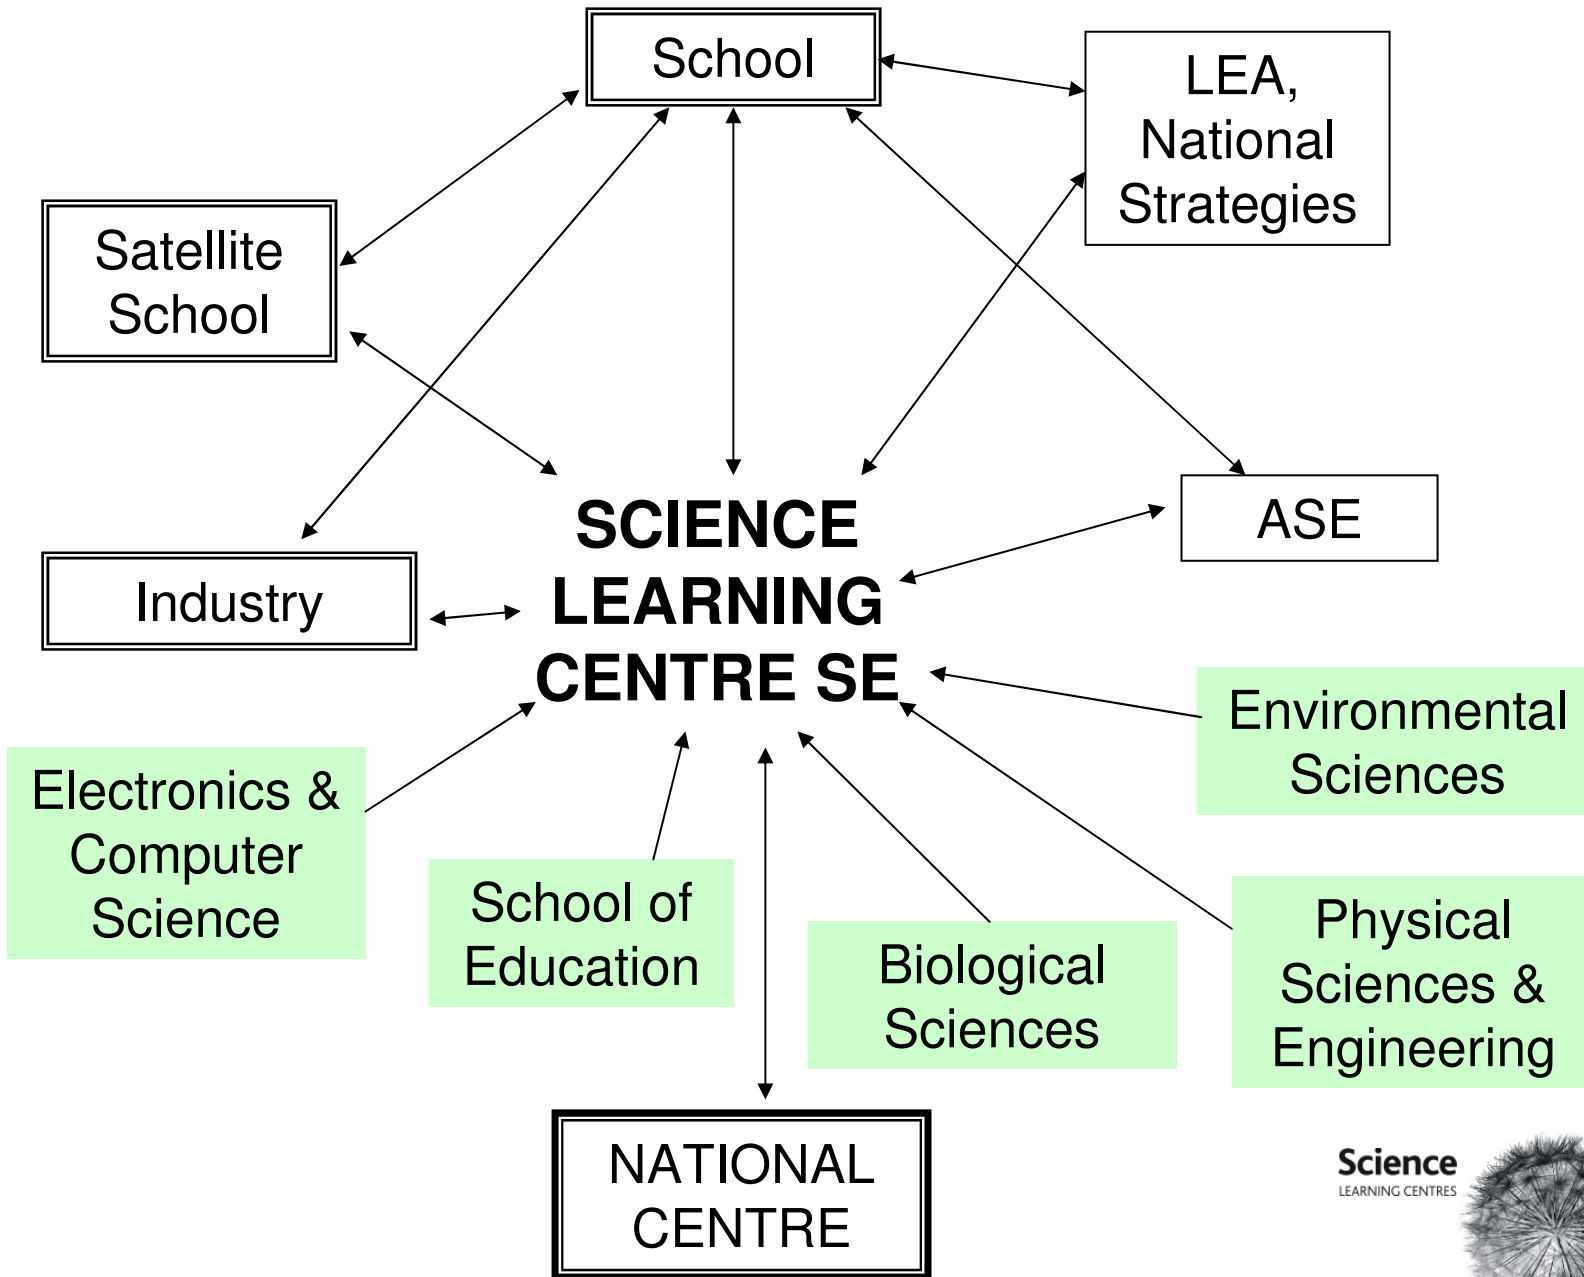 School
LEA,
National
Strategies
Satellite
School
SCIENCE
LEARNING
CENTRE SE
ASE
Industry
Environmental
Sciences
Electronics &
Computer
Science
School of
Education
Biological
Sciences
Physical
Sciences &
Engineering
NATIONAL
CENTRE
Science
LEARNING CENTRES